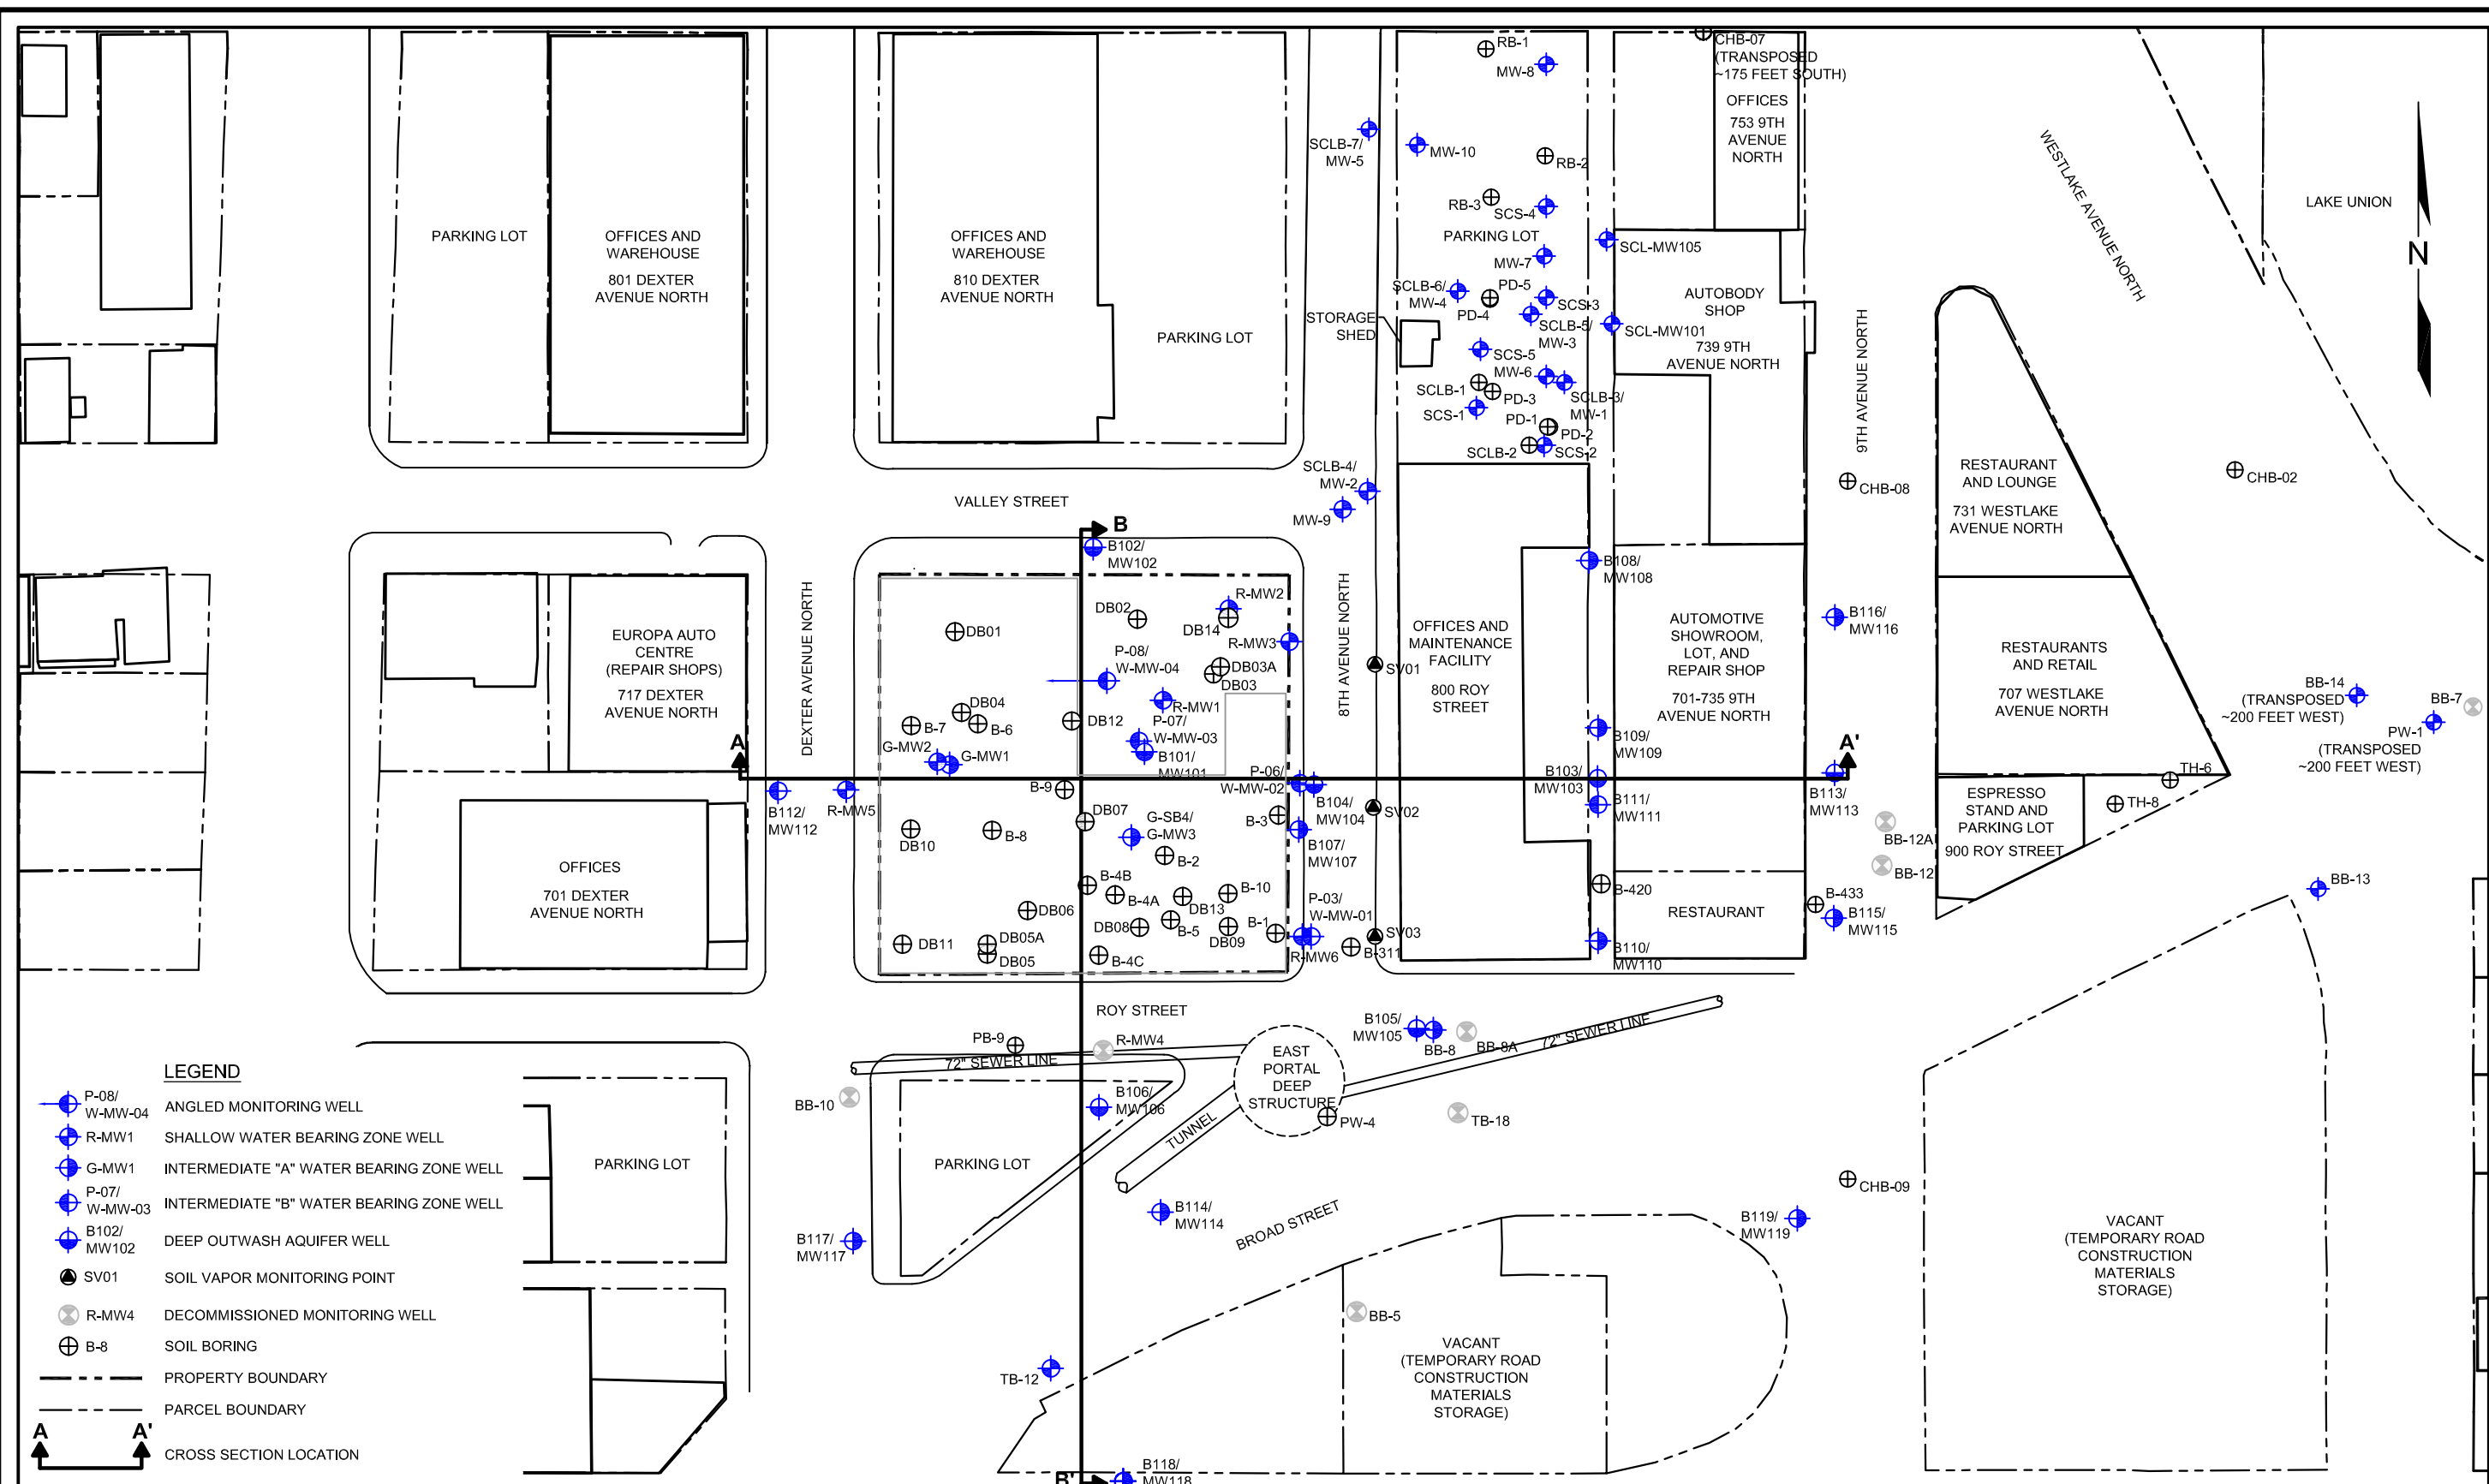 CHB-07
(TRANSPOSED
~175 FEET SOUTH)
RB-1
MW-8
OFFICES
753 9TH
AVENUE
NORTH
SCLB-7/
MW-5
MW-10
RB-2
WESTLAKE AVENUE NORTH
LAKE UNION
N
RB-3
SCS-4
PARKING LOT
SCL-MW105
MW-7
PARKING LOT
OFFICES AND
WAREHOUSE
801 DEXTER
AVENUE NORTH
OFFICES AND
WAREHOUSE
810 DEXTER
AVENUE NORTH
PARKING LOT
SCLB-6/
MW-4
PD-5
PD-4
SCS-3
SCLB-5/
MW-3
STORAGE
SHED
SCL-MW101
AUTOBODY
SHOP
739 9TH
AVENUE NORTH
9TH AVENUE NORTH
SCS-5
MW-6
SCLB-1
PD-3
SCS-1
SCLB-3/
MW-1
PD-1
PD-2
SCLB-2
SCS-2
SCLB-4/
MW-2
MW-9
VALLEY STREET
CHB-08
RESTAURANT
AND LOUNGE
731 WESTLAKE
AVENUE NORTH
CHB-02
B
B102/
MW102
B108/
MW108
EUROPA AUTO
CENTRE
(REPAIR SHOPS)
717 DEXTER
AVENUE NORTH
DEXTER AVENUE NORTH
DB01
DB02
R-MW2
DB14
R-MW3
P-08/
W-MW-04
DB03A
DB03
8TH AVENUE NORTH
SV01
OFFICES AND
MAINTENANCE
FACILITY
800 ROY
STREET
AUTOMOTIVE
SHOWROOM,
LOT, AND
REPAIR SHOP
701-735 9TH
AVENUE NORTH
B116/
MW116
RESTAURANTS
AND RETAIL
707 WESTLAKE
AVENUE NORTH
BB-14
(TRANSPOSED
~200 FEET WEST)
BB-7
PW-1
(TRANSPOSED
~200 FEET WEST)
DB04
B-7
B-6
DB12
R-MW1
P-07/
W-MW-03
G-MW2
G-MW1
B101/
MW101
B109/
MW109
A
A'
B-9
P-06/
W-MW-02
B103/
MW103
B112/
MW112
R-MW5
B104/
MW104
SV02
B111/
MW111
B113/
MW113
TH-6
TH-8
ESPRESSO
STAND AND
PARKING LOT
900 ROY STREET
BB-12A
BB-12
BB-13
DB10
B-8
DB07
G-SB4/
G-MW3
B-3
B107/
MW107
B-2
OFFICES
701 DEXTER
AVENUE NORTH
B-4B
B-4A
DB13
B-10
B-420
B-433
B115/
MW115
DB06
DB08
B-5
DB09
B-1
P-03/
W-MW-01
SV03
RESTAURANT
DB11
DB05A
DB05
B-4C
R-MW6
B-311
B110/
MW110
ROY STREET
PB-9
R-MW4
72" SEWER LINE
EAST
PORTAL
DEEP
STRUCTURE
B105/
MW105
BB-8
BB-8A
72" SEWER LINE
BB-10
B106/
MW106
TUNNEL
PW-4
TB-18
PARKING LOT
PARKING LOT
B114/
MW114
BROAD STREET
B117/
MW117
CHB-09
B119/
MW119
VACANT
(TEMPORARY ROAD
CONSTRUCTION
MATERIALS
STORAGE)
BB-5
VACANT
(TEMPORARY ROAD
CONSTRUCTION
MATERIALS
STORAGE)
TB-12
B'
B118/
MW118
LEGEND
P-08/
W-MW-04 ANGLED MONITORING WELL
R-MW1 SHALLOW WATER BEARING ZONE WELL
G-MW1 INTERMEDIATE "A" WATER BEARING ZONE WELL
P-07/
W-MW-03 INTERMEDIATE "B" WATER BEARING ZONE WELL
B102/
MW102 DEEP OUTWASH AQUIFER WELL
SV01 SOIL VAPOR MONITORING POINT
R-MW4 DECOMMISSIONED MONITORING WELL
B-8 SOIL BORING
PROPERTY BOUNDARY
PARCEL BOUNDARY
A A' CROSS SECTION LOCATION